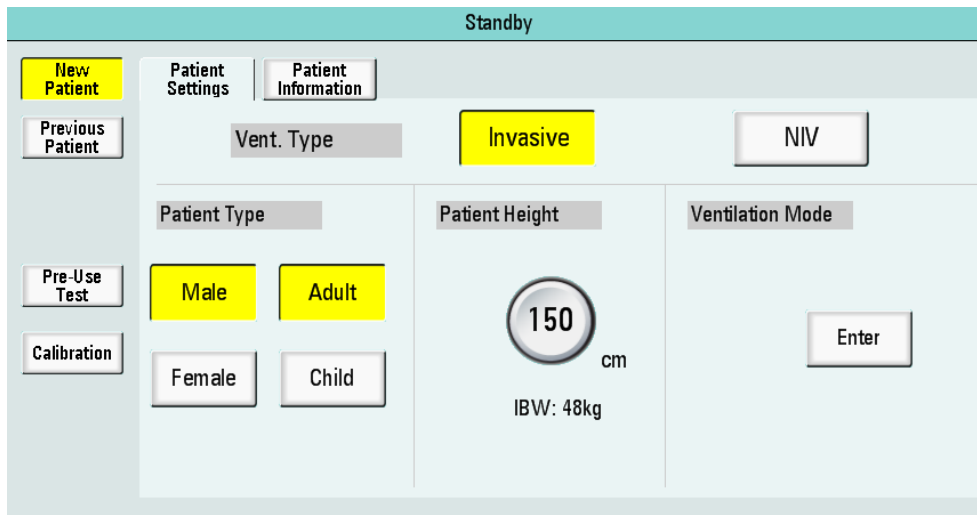 Standby
New
Patient
Previous
Patient
Pre-Use
Test
Calibration
Patient
Settings
Patient
Information
Vent. Type
Invasive
NIV
Patient Type
Male
Adult
Female
Child
Patient Height
150
cm
IBW: 48kg
Ventilation Mode
Enter